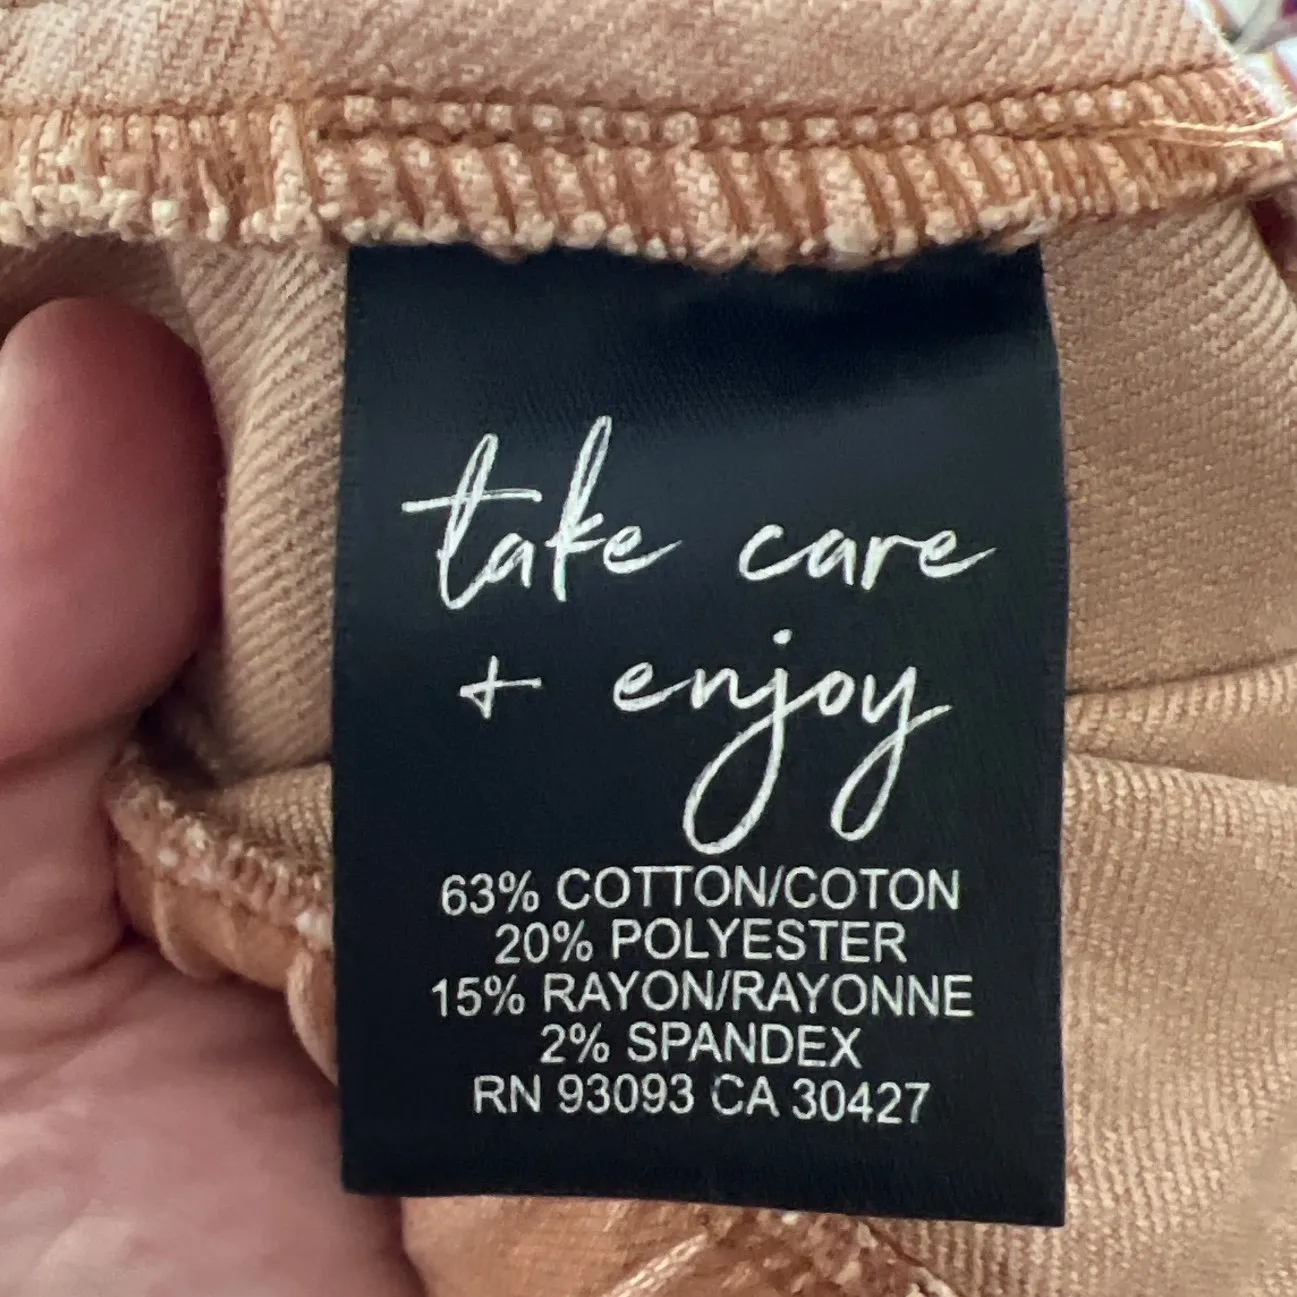 take care
+ enjoy
63% COTTON/COTON
20% POLYESTER
15% RAYON/RAYONNE
2% SPANDEX
RN 93093 CA 30427